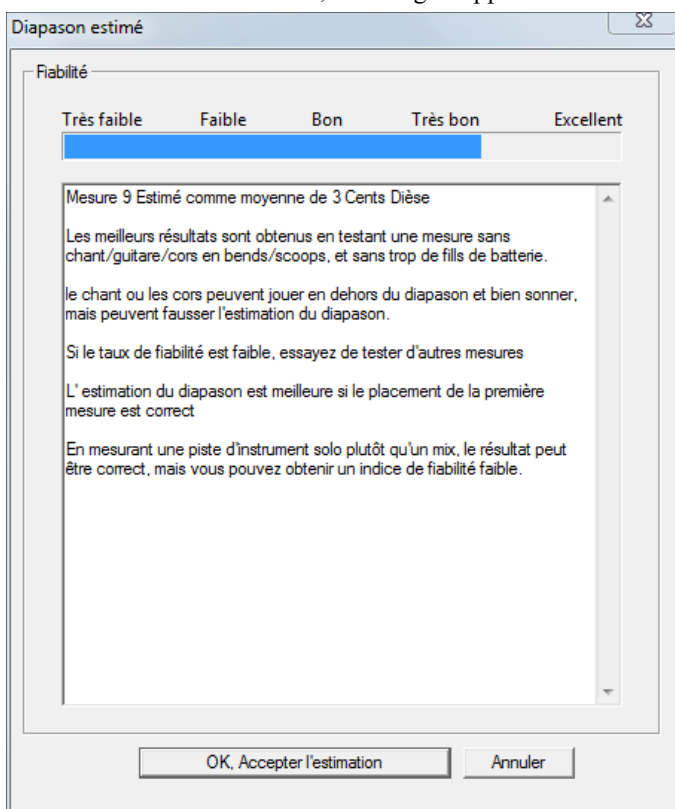 Diapason estimé
Fiabilité
Très faible Faible Bon Très bon Excellent
Mesure 9 Estimé comme moyenne de 3 Cents Dièse
Les meilleurs résultats sont obtenus en testant une mesure sans
chant/guitare/cors en bends/scoops, et sans trop de fills de batterie.
le chant ou les cors peuvent jouer en dehors du diapason et bien sonner,
mais peuvent fausser l'estimation du diapason.
Si le taux de fiabilité est faible, essayez de tester d'autres mesures
L' estimation du diapason est meilleure si le placement de la première
mesure est correct
En mesurant une piste d'instrument solo plutôt qu'un mix, le résultat peut
être correct, mais vous pouvez obtenir un indice de fiabilité faible.
OK, Accepter l'estimation Annuler